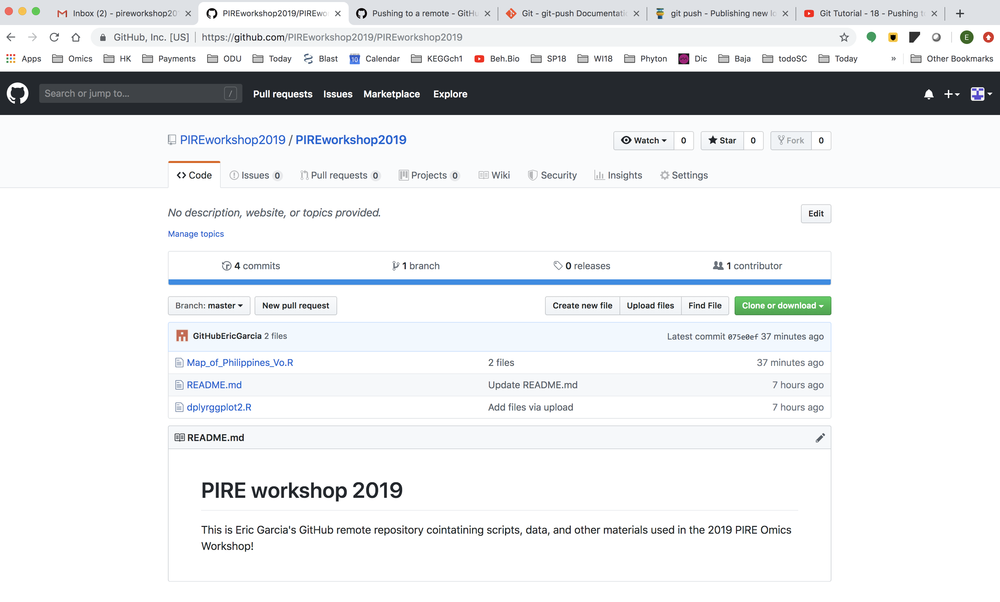 Inbox (2) - pireworkshop201 PIREworkshop2019/PIREwor Pushing to a remote - GitHu Git - git-push Documentatio git push - Publishing new lo Git Tutorial - 18 - Pushing to
GitHub, Inc. [US] https://github.com/PIREworkshop2019/PIREworkshop2019 E
Apps Omics HK Payments ODU Today Blast 10 Calendar KEGGch1 Beh.Bio SP18 WI18 Phyton Dic Baja todoSC Today » Other Bookmarks
Search or jump to... / Pull requests Issues Marketplace Explore
PIREworkshop2019 / PIREworkshop2019 Watch 0 Star 0 Fork 0
Code Issues 0 Pull requests 0 Projects 0 Wiki Security Insights Settings
No description, website, or topics provided. Edit
Manage topics
4 commits 1 branch 0 releases 1 contributor
Branch: master New pull request Create new file Upload files Find File Clone or download
GitHubEricGarcia 2 files Latest commit 075e0ef 37 minutes ago
Map_of_Philippines_Vo.R 2 files 37 minutes ago
README.md Update README.md 7 hours ago
dplyrggplot2.R Add files via upload 7 hours ago
README.md
PIRE workshop 2019
This is Eric Garcia's GitHub remote repository cointatining scripts, data, and other materials used in the 2019 PIRE Omics
Workshop!